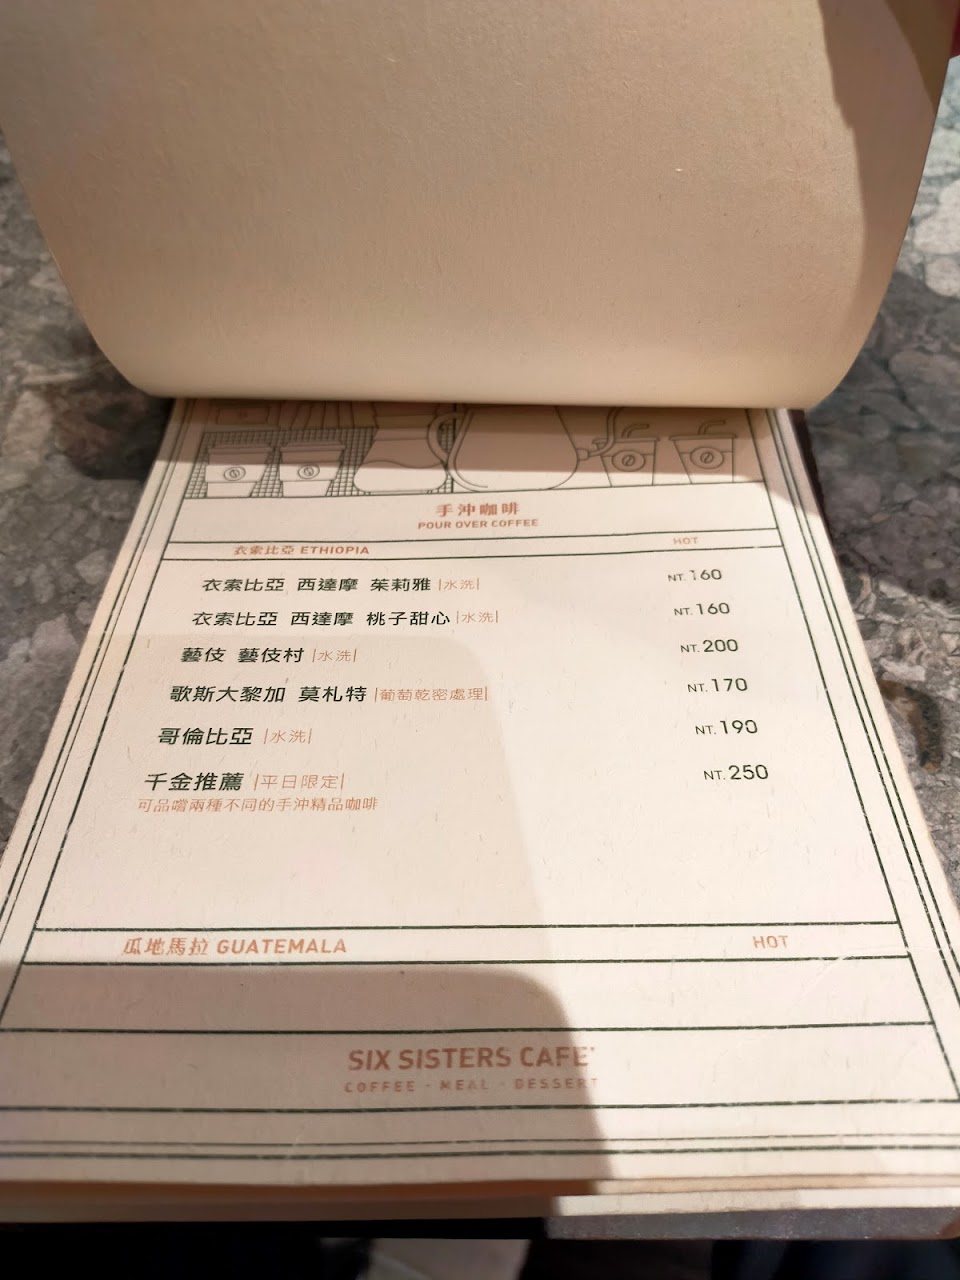 手沖咖啡
POUR OVER COFFEE
衣索比亞 ETHIOPIA HOT
衣索比亞 西達摩 茱莉雅 |水洗| NT.160
衣索比亞 西達摩 桃子甜心 |水洗| NT.160
藝伎 藝伎村 |水洗| NT.200
歌斯大黎加 莫札特 |葡萄乾密處理| NT.170
哥倫比亞 |水洗| NT.190
千金推薦 |平日限定| NT.250
可品嚐兩種不同的手沖精品咖啡
瓜地馬拉 GUATEMALA HOT
SIX SISTERS CAFE'
COFFEE · MEAL · DESSERT